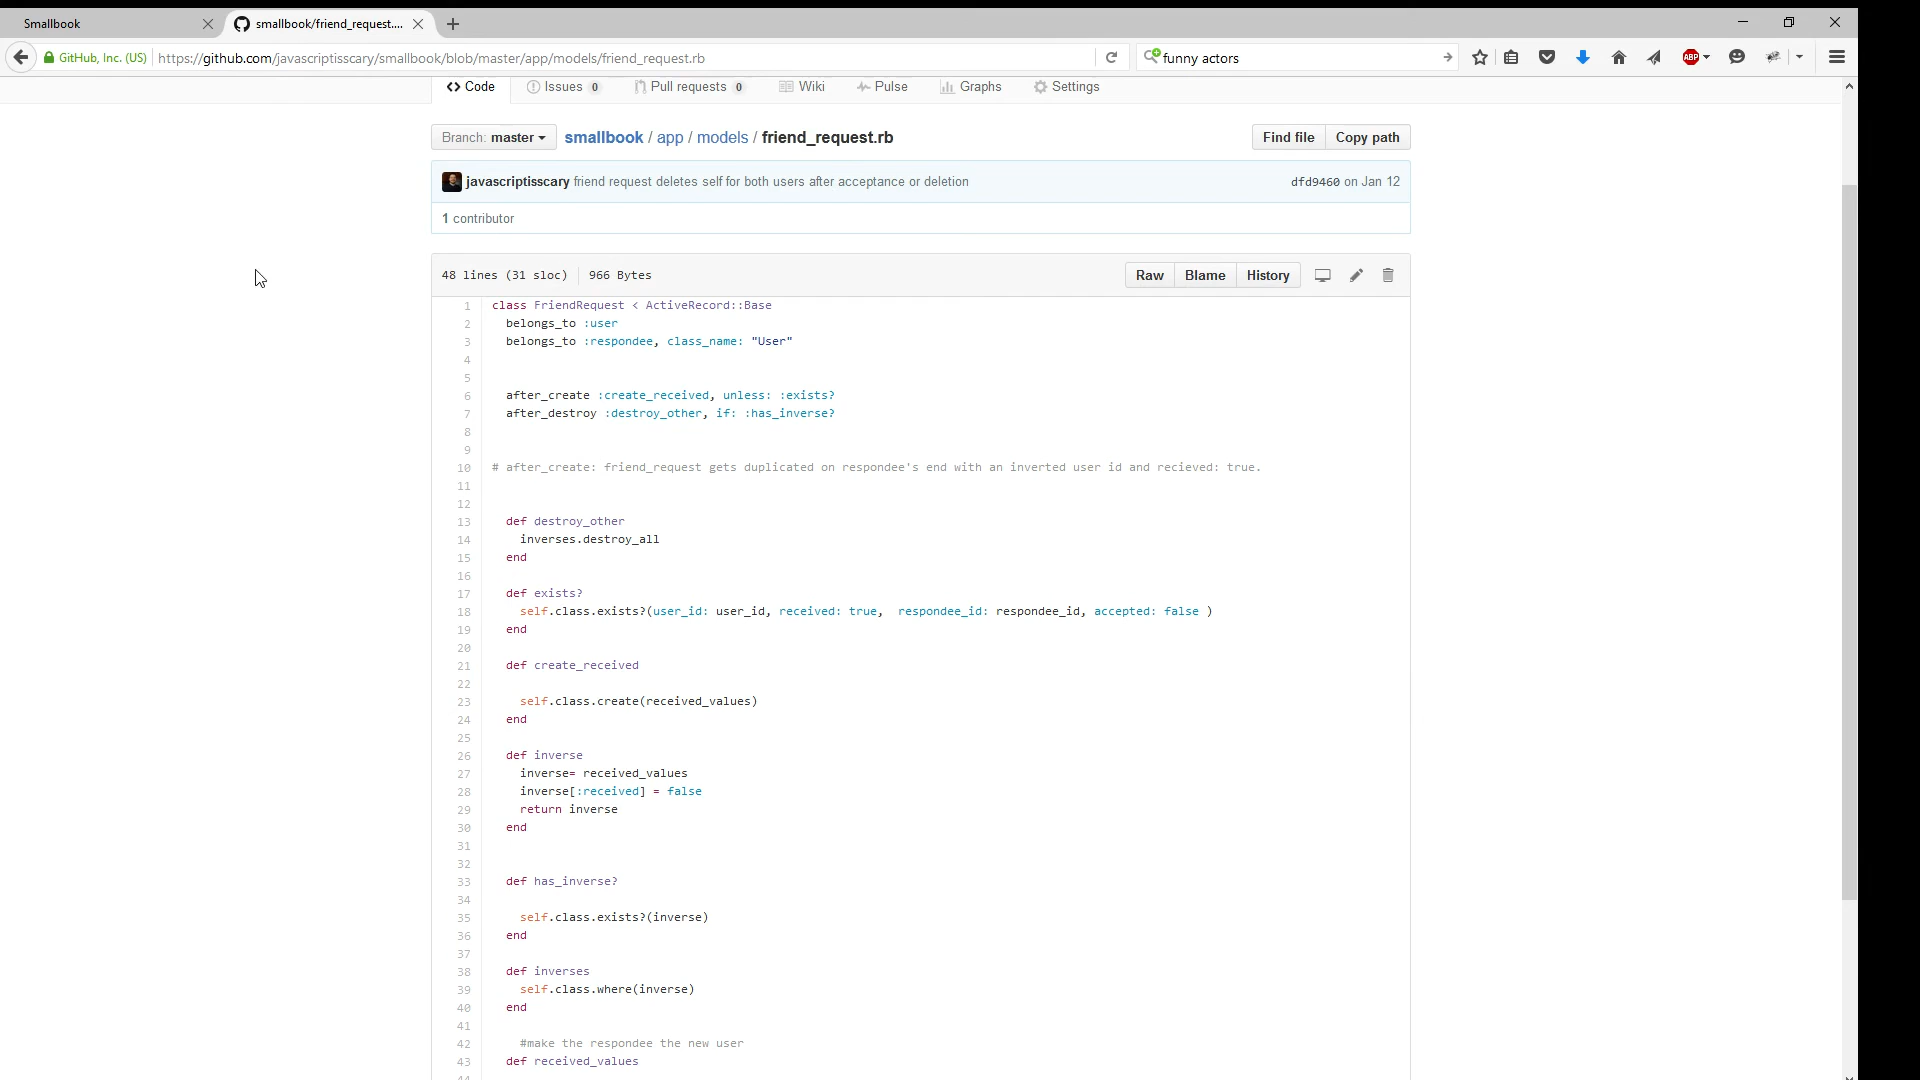 Smallbook
smallbook/friend_request....
GitHub, Inc. (US)
https://github.com/javascriptisscary/smallbook/blob/master/app/models/friend_request.rb
funny actors
ABP
Code
Issues 0
Pull requests 0
Wiki
Pulse
Graphs
Settings
Branch: master
smallbook / app / models / friend_request.rb
Find file
Copy path
javascriptisscary friend request deletes self for both users after acceptance or deletion
dfd9460 on Jan 12
1 contributor
48 lines (31 sloc) 966 Bytes
Raw
Blame
History
1 class FriendRequest < ActiveRecord::Base
2 belongs_to :user
3 belongs_to :respondee, class_name: "User"
4
5
6 after_create :create_received, unless: :exists?
7 after_destroy :destroy_other, if: :has_inverse?
8
9
10 # after_create: friend_request gets duplicated on respondee's end with an inverted user id and recieved: true.
11
12
13 def destroy_other
14 inverses.destroy_all
15 end
16
17 def exists?
18 self.class.exists?(user_id: user_id, received: true,  respondee_id: respondee_id, accepted: false )
19 end
20
21 def create_received
22
23 self.class.create(received_values)
24 end
25
26 def inverse
27 inverse= received_values
28 inverse[:received] = false
29 return inverse
30 end
31
32
33 def has_inverse?
34
35 self.class.exists?(inverse)
36 end
37
38 def inverses
39 self.class.where(inverse)
40 end
41
42 #make the respondee the new user
43 def received_values